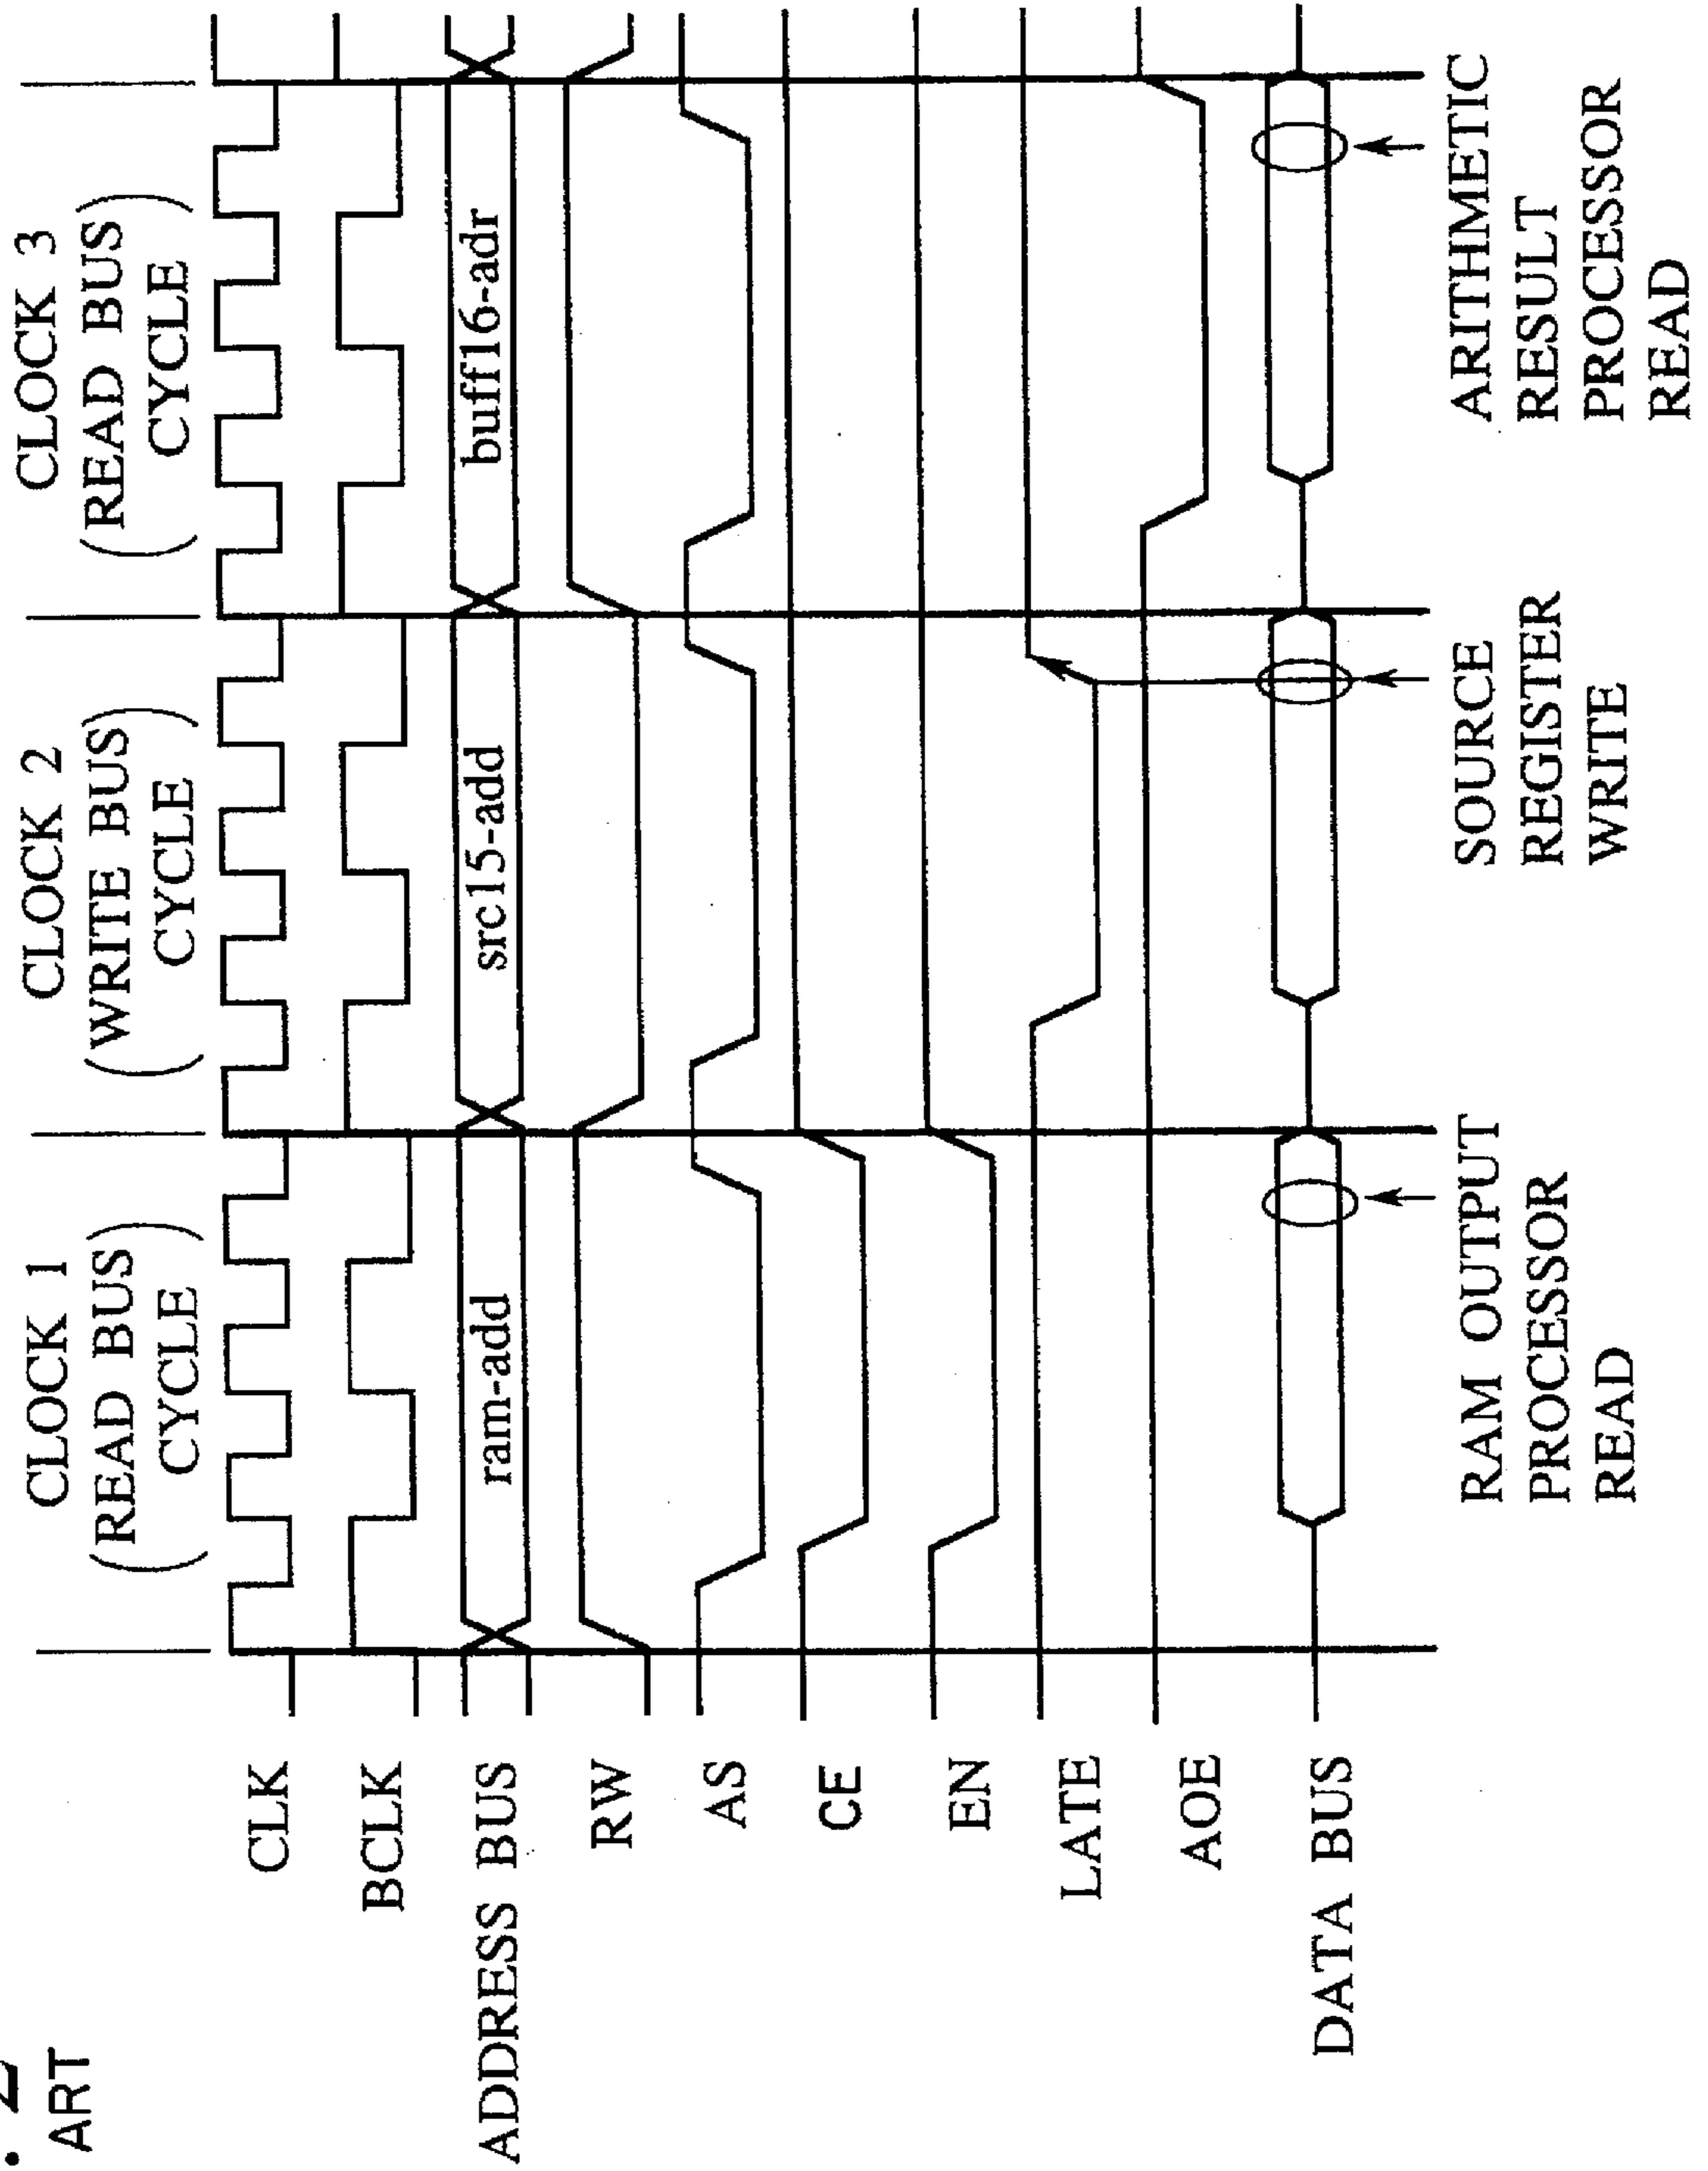 ART
CLOCK 1
(READ BUS)
CYCLE
CLOCK 2
(WRITE BUS)
CYCLE
CLOCK 3
(READ BUS)
CYCLE
CLK
BCLK
ADDRESS BUS
ram-add
src15-add
buff16-adr
RW
AS
CE
EN
LATE
AOE
DATA BUS
RAM OUTPUT
PROCESSOR
READ
SOURCE
REGISTER
WRITE
ARITHMETIC
RESULT
PROCESSOR
READ